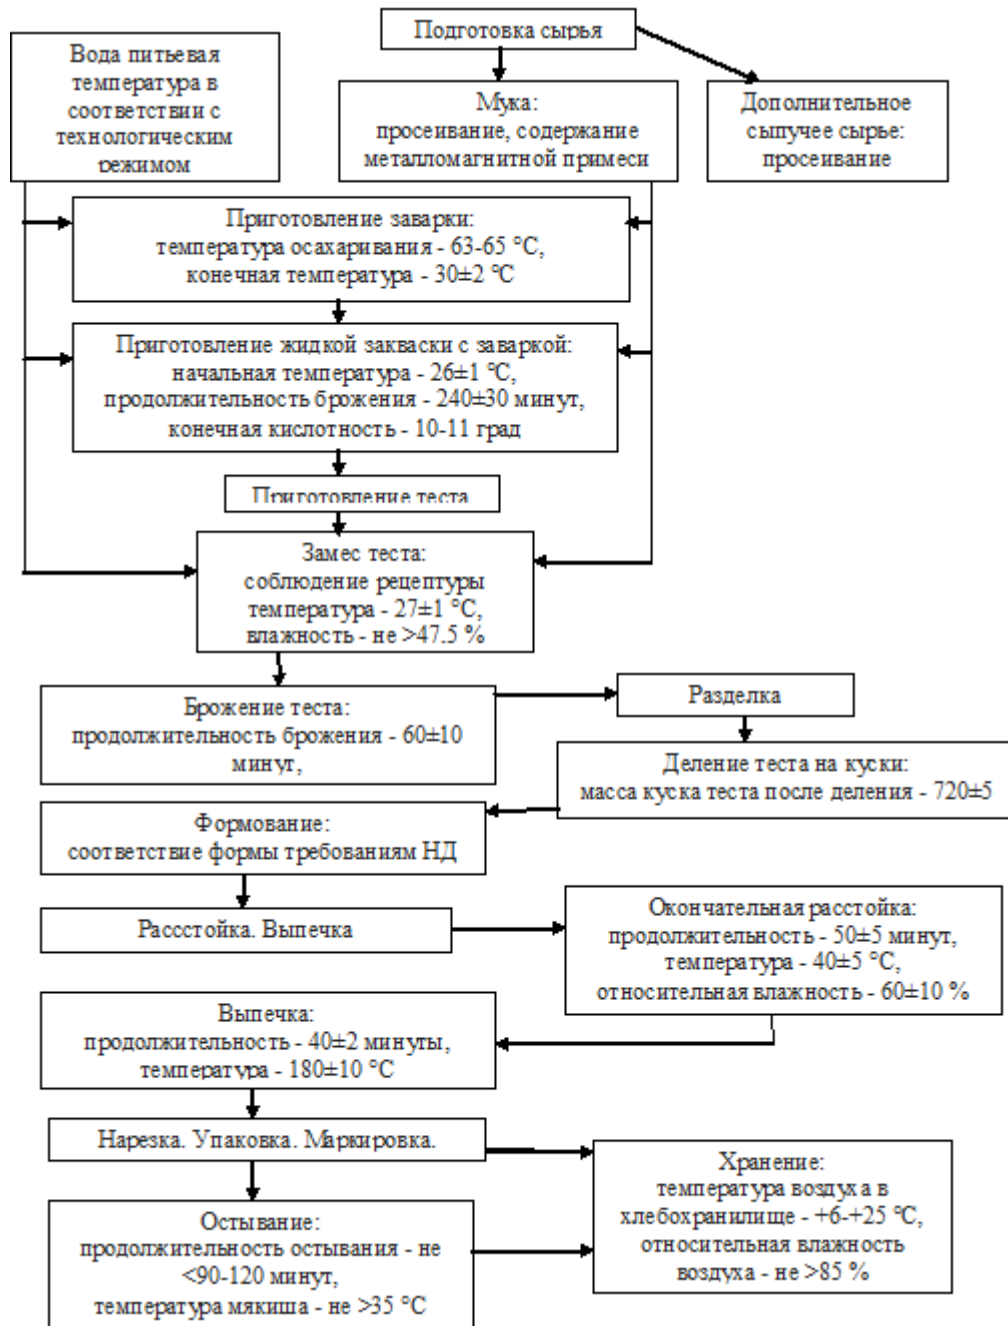 Подготовка сырья
Вода питьевая
температура в
соответствии с
технологическим
режимом
Мука:
просеивание, содержание
металломагнитной примеси
Дополнительное
сыпучее сырье:
просеивание
Приготовление заварки:
температура осахаривания - 63-65 °С,
конечная температура - 30±2 °С
Приготовление жидкой закваски с заваркой:
начальная температура - 26±1 °С,
продолжительность брожения - 240±30 минут,
конечная кислотность - 10-11 град
Приготовление теста
Замес теста:
соблюдение рецептуры
температура - 27±1 °С,
влажность - не >47.5 %
Брожение теста:
продолжительность брожения - 60±10
минут,
Разделка
Деление теста на куски:
масса куска теста после деления - 720±5
Формование:
соответствие формы требованиям НД
Рассстойка. Выпечка
Окончательная расстойка:
продолжительность - 50±5 минут,
температура - 40±5 °С,
относительная влажность - 60±10 %
Выпечка:
продолжительность - 40±2 минуты,
температура - 180±10 °С
Нарезка. Упаковка. Маркировка.
Хранение:
температура воздуха в
хлебохранилище - +6-+25 °С,
относительная влажность
воздуха - не >85 %
Остывание:
продолжительность остывания - не
<90-120 минут,
температура мякиша - не >35 °С